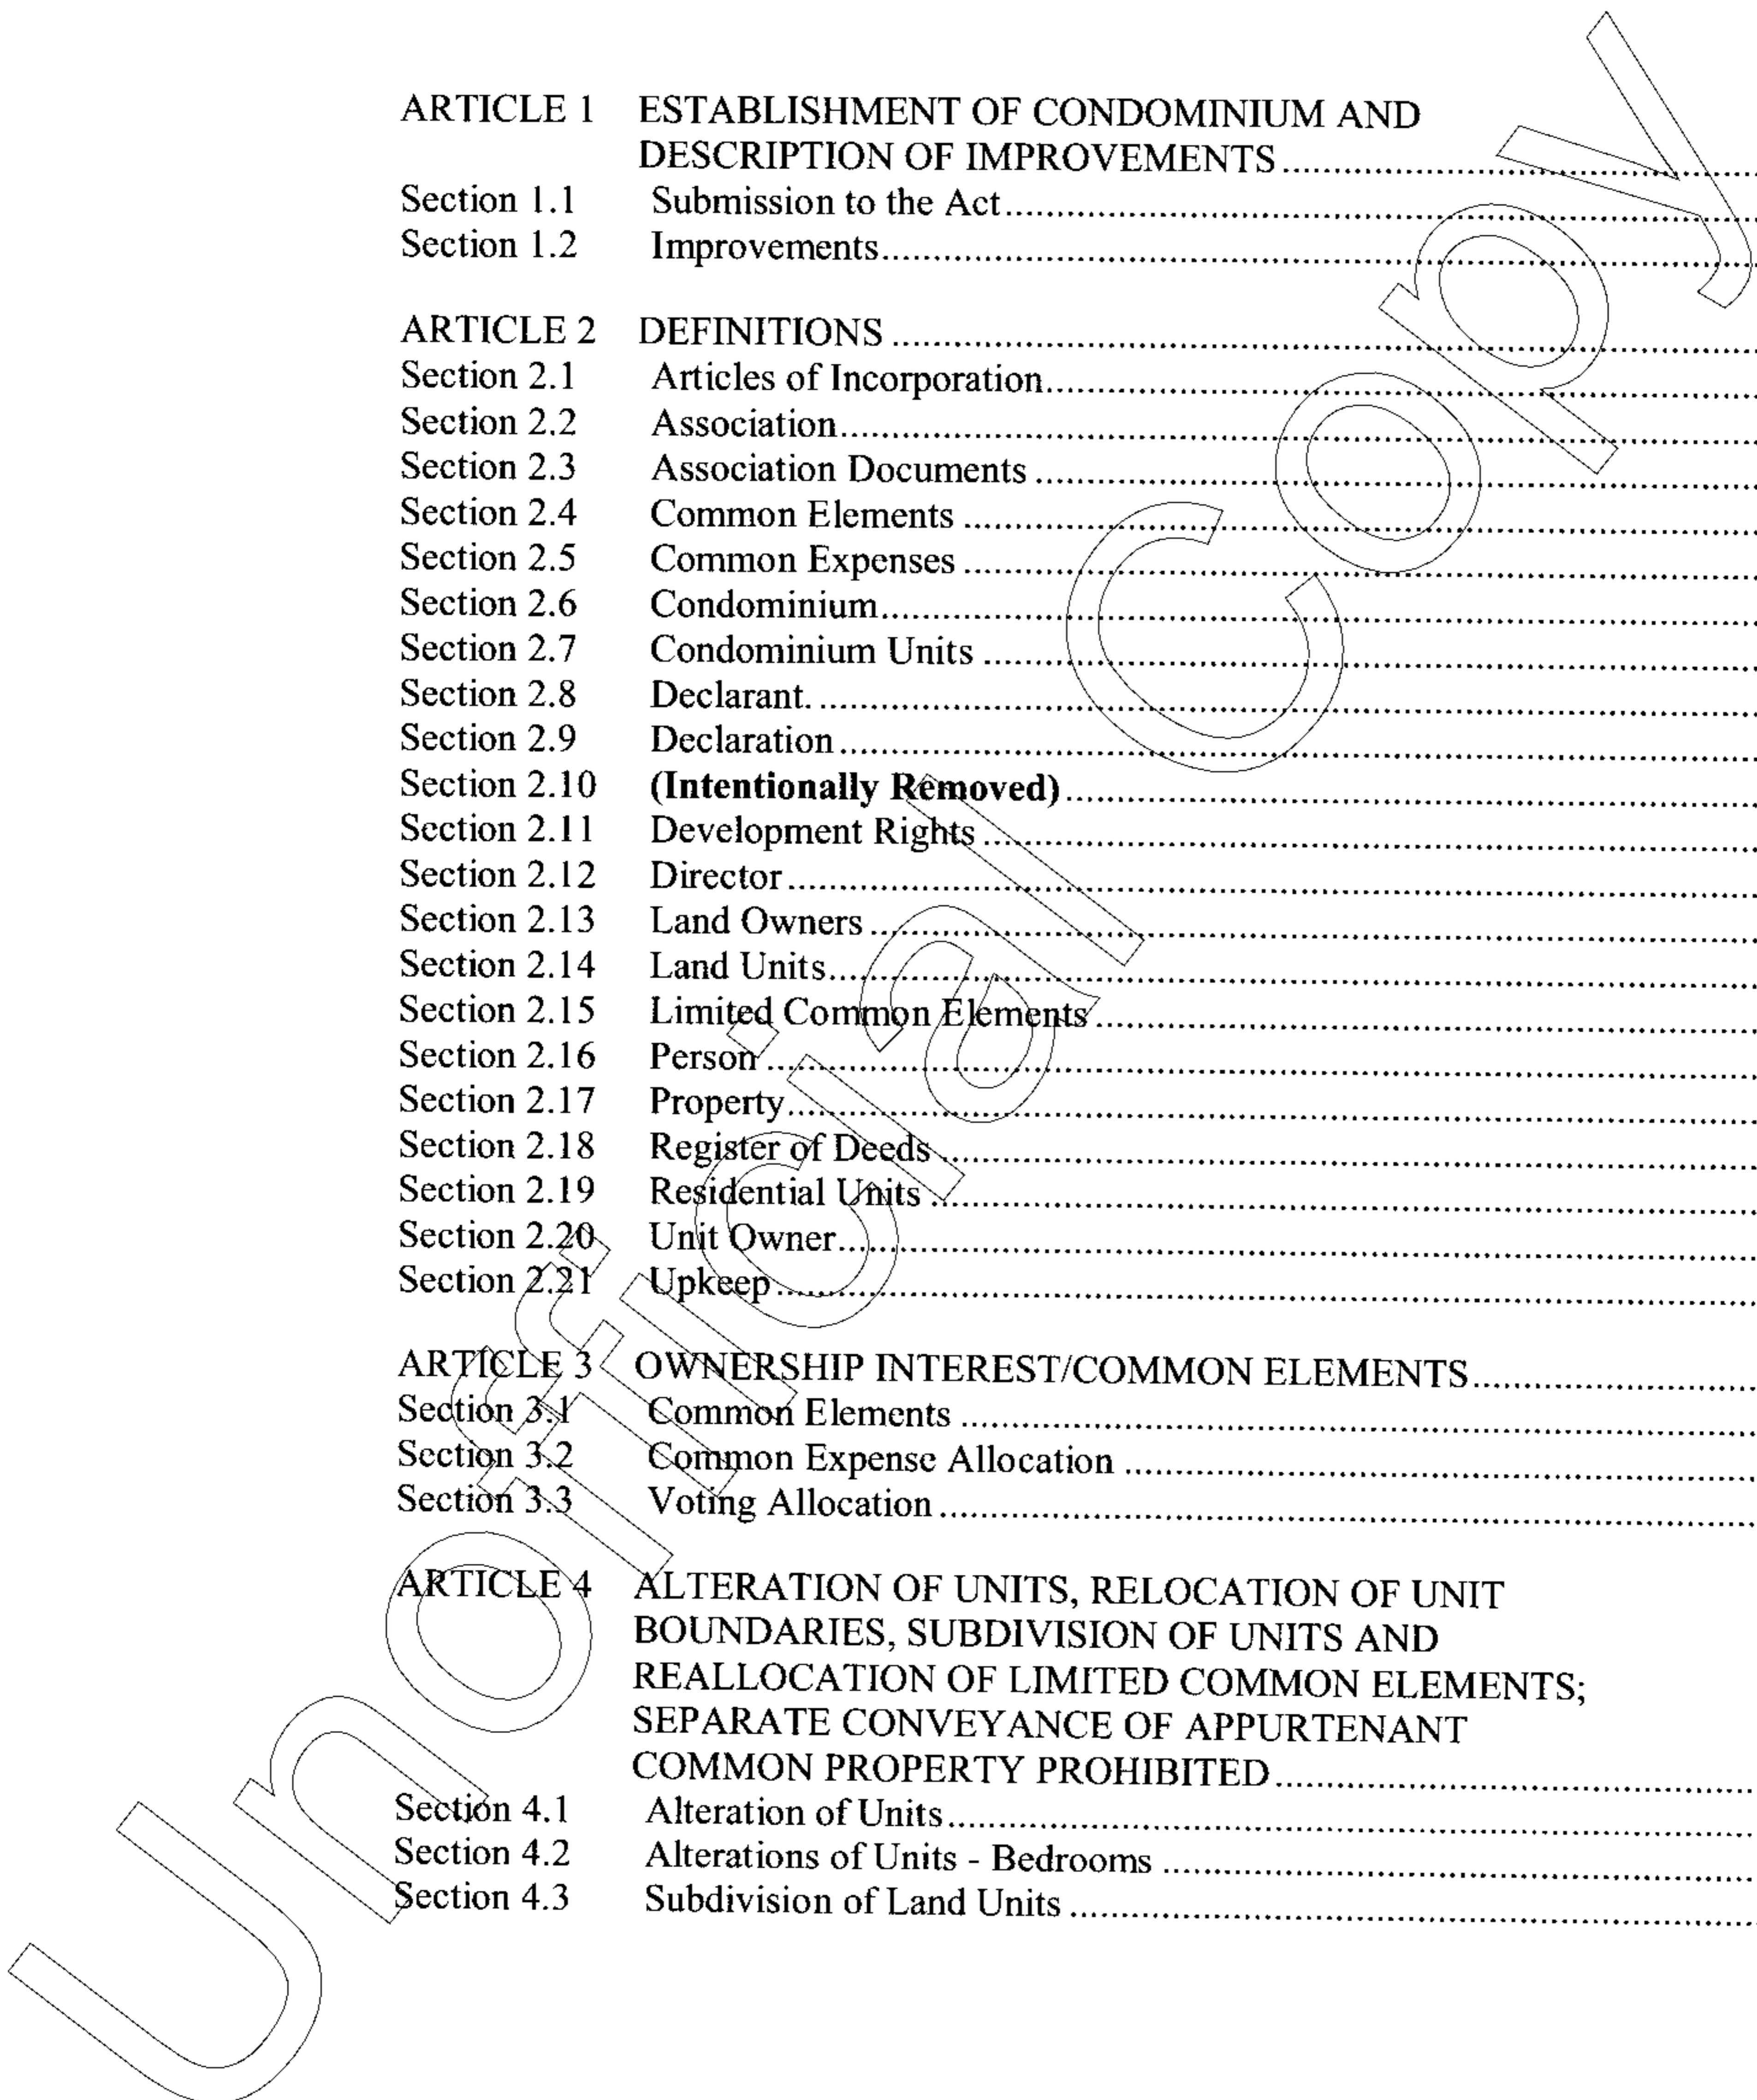 ARTICLE 1 ESTABLISHMENT OF CONDOMINIUM AND
DESCRIPTION OF IMPROVEMENTS
Section 1.1 Submission to the Act
Section 1.2 Improvements
ARTICLE 2 DEFINITIONS
Section 2.1 Articles of Incorporation
Section 2.2 Association
Section 2.3 Association Documents
Section 2.4 Common Elements
Section 2.5 Common Expenses
Section 2.6 Condominium
Section 2.7 Condominium Units
Section 2.8 Declarant.
Section 2.9 Declaration
Section 2.10 (Intentionally Removed)
Section 2.11 Development Rights
Section 2.12 Director
Section 2.13 Land Owners
Section 2.14 Land Units
Section 2.15 Limited Common Elements
Section 2.16 Person
Section 2.17 Property
Section 2.18 Register of Deeds
Section 2.19 Residential Units
Section 2.20 Unit Owner
Section 2.21 Upkeep
ARTICLE 3 OWNERSHIP INTEREST/COMMON ELEMENTS
Section 3.1 Common Elements
Section 3.2 Common Expense Allocation
Section 3.3 Voting Allocation
ARTICLE 4 ALTERATION OF UNITS, RELOCATION OF UNIT
BOUNDARIES, SUBDIVISION OF UNITS AND
REALLOCATION OF LIMITED COMMON ELEMENTS;
SEPARATE CONVEYANCE OF APPURTENANT
COMMON PROPERTY PROHIBITED
Section 4.1 Alteration of Units
Section 4.2 Alterations of Units - Bedrooms
Section 4.3 Subdivision of Land Units
Unofficial Copy